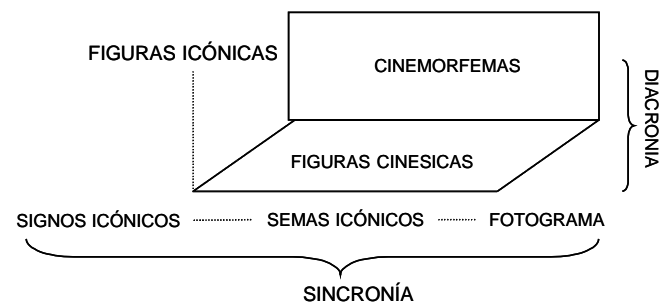 FIGURAS ICÓNICAS
CINEMORFEMAS
DIACRONIA
FIGURAS CINESICAS
SIGNOS ICÓNICOS
SEMAS ICÓNICOS
FOTOGRAMA
SINCRONÍA